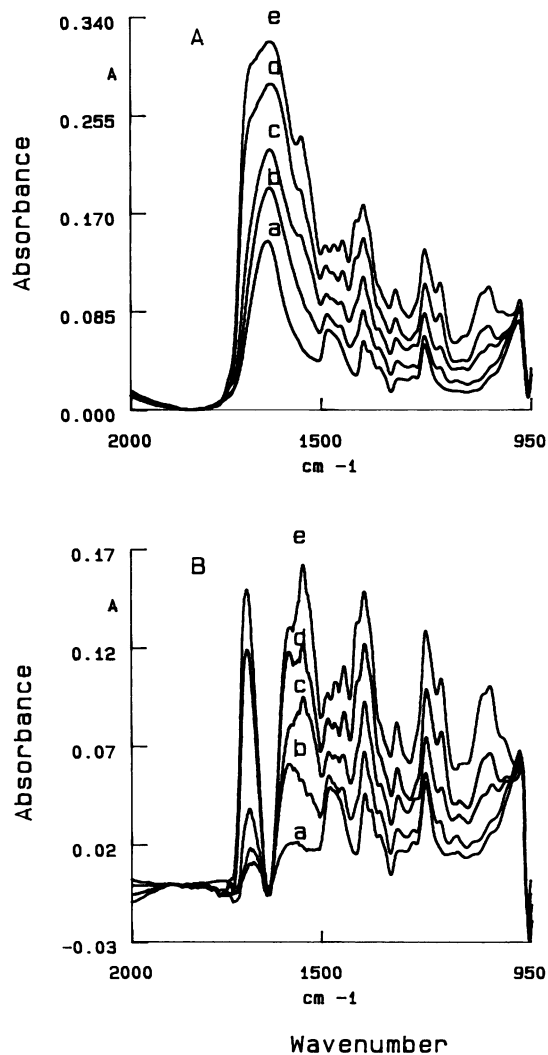 0.340
A
e
A
d
0.255
c
0.170
b
a
0.085
0.000
Absorbance
2000
1500
950
cm -1
e
0.17
B
A
0.12
d
c
0.07
b
a
0.02
-0.03
Absorbance
2000
1500
950
cm -1
Wavenumber